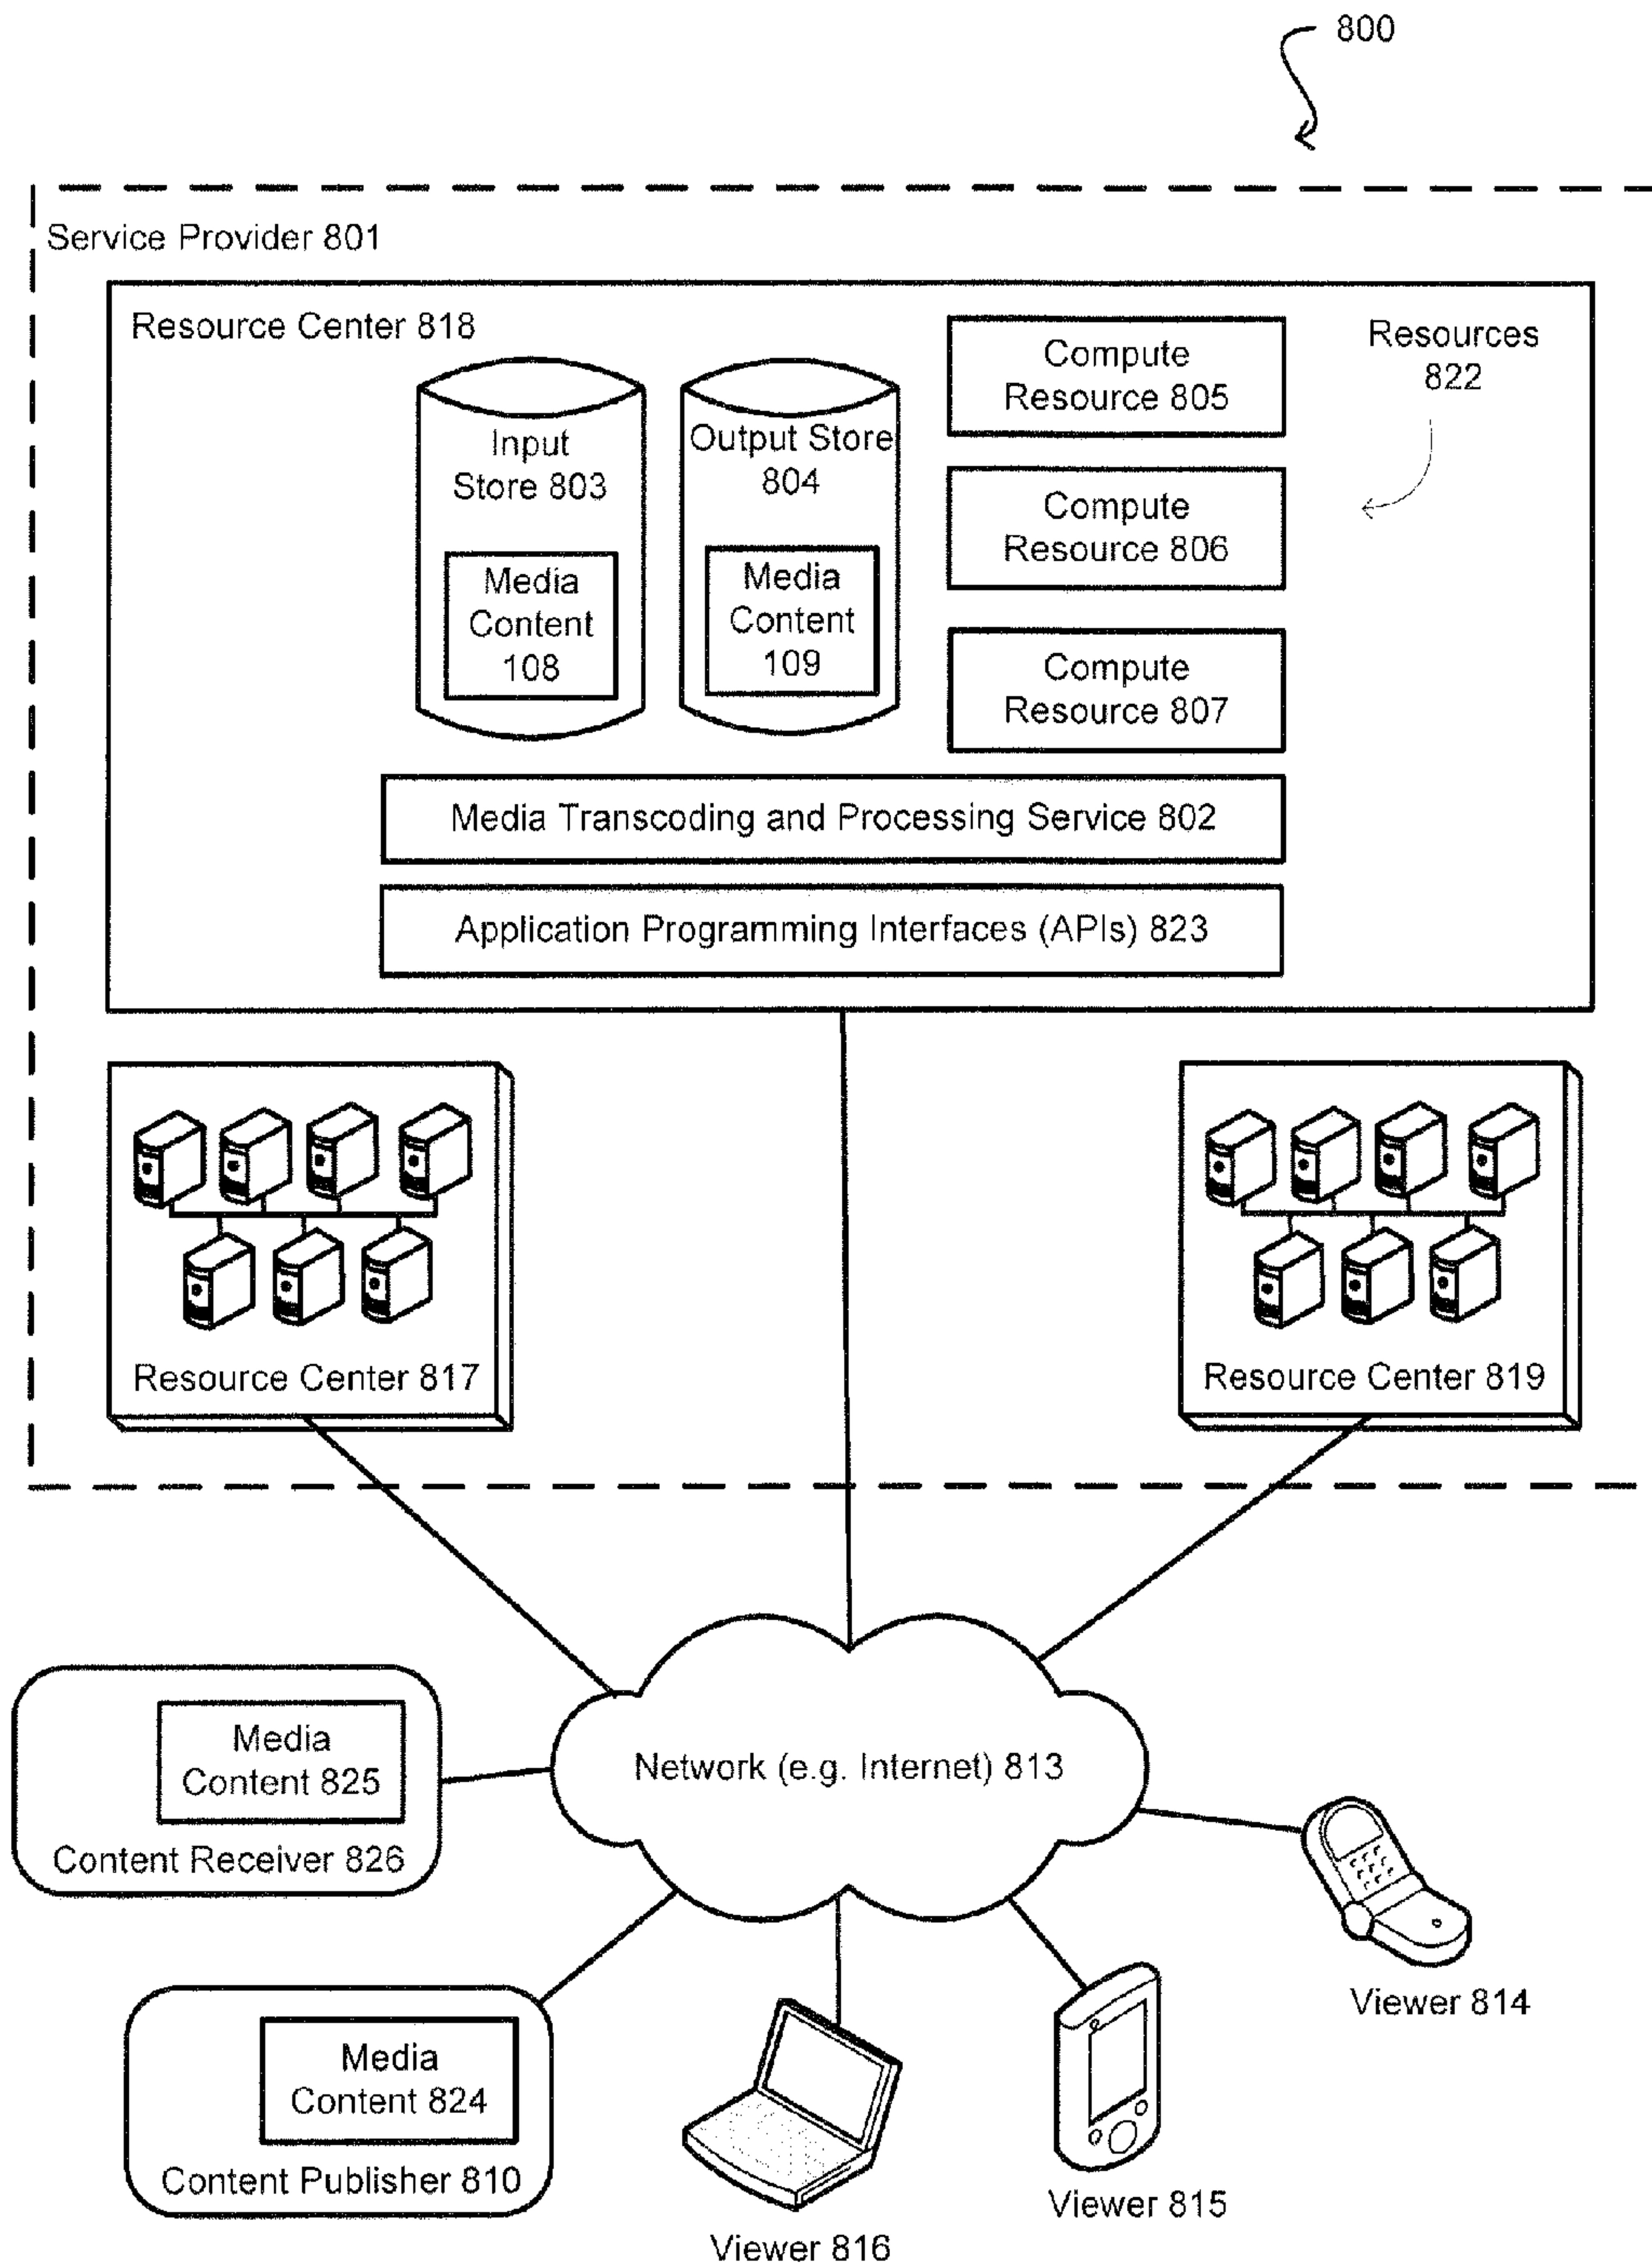 800
Service Provider 801
Resource Center 818
Input
Store 803
Media
Content
108
Output Store
804
Media
Content
109
Compute
Resource 805
Compute
Resource 806
Compute
Resource 807
Resources
822
Media Transcoding and Processing Service 802
Application Programming Interfaces (APIs) 823
Resource Center 817
Resource Center 819
Network (e.g. Internet) 813
Media
Content 825
Content Receiver 826
Media
Content 824
Content Publisher 810
Viewer 814
Viewer 815
Viewer 816